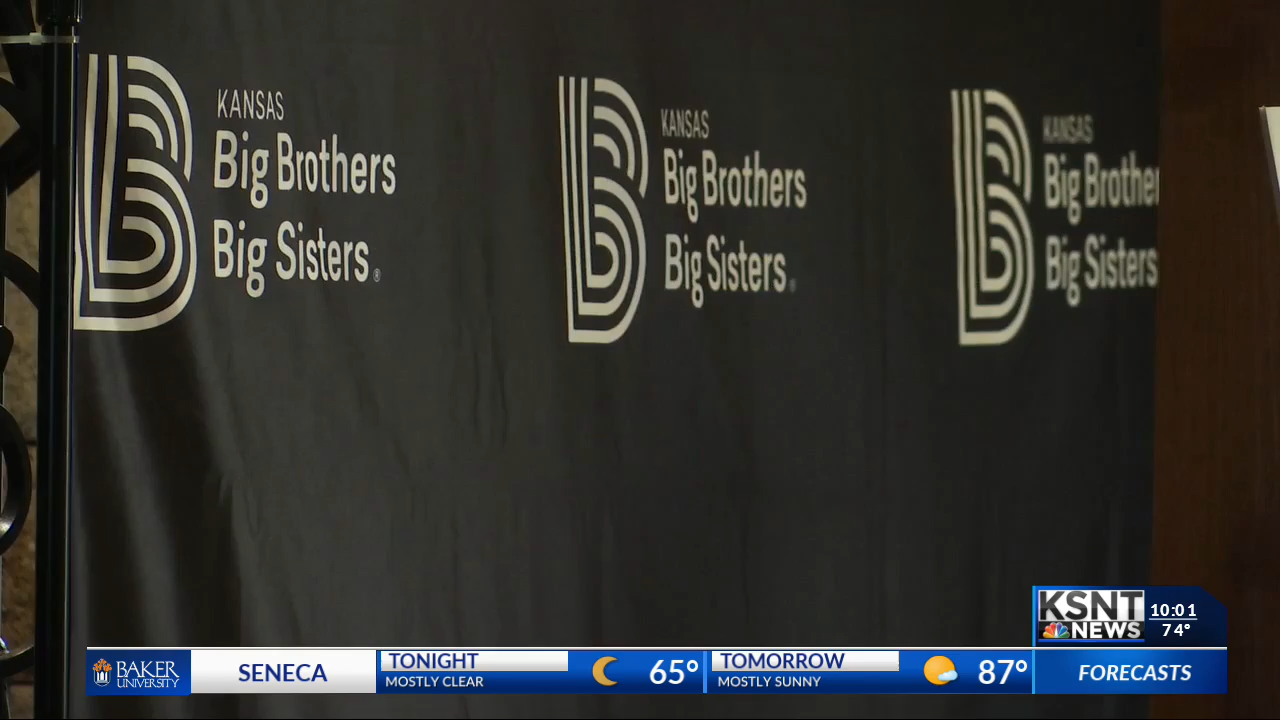 KANSAS
Big Brothers
Big Sisters®
KANSAS
Big Brothers
Big Sisters®
KANSAS
Big Brother
Big Sisters
KSNT
NEWS
10:01
74°
BAKER
UNIVERSITY
SENECA
TONIGHT
MOSTLY CLEAR
65°
TOMORROW
MOSTLY SUNNY
87°
FORECASTS